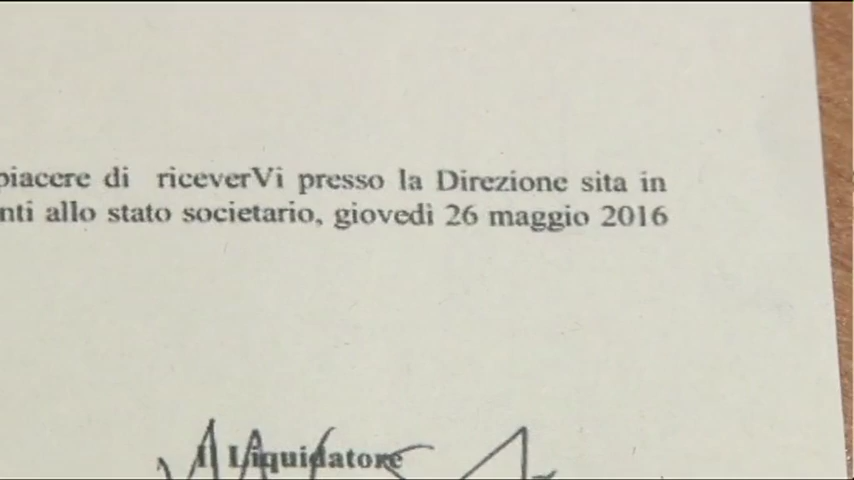 piacere di riceverVi presso la Direzione sita in
nti allo stato societario, giovedì 26 maggio 2016
Il Liquidatore